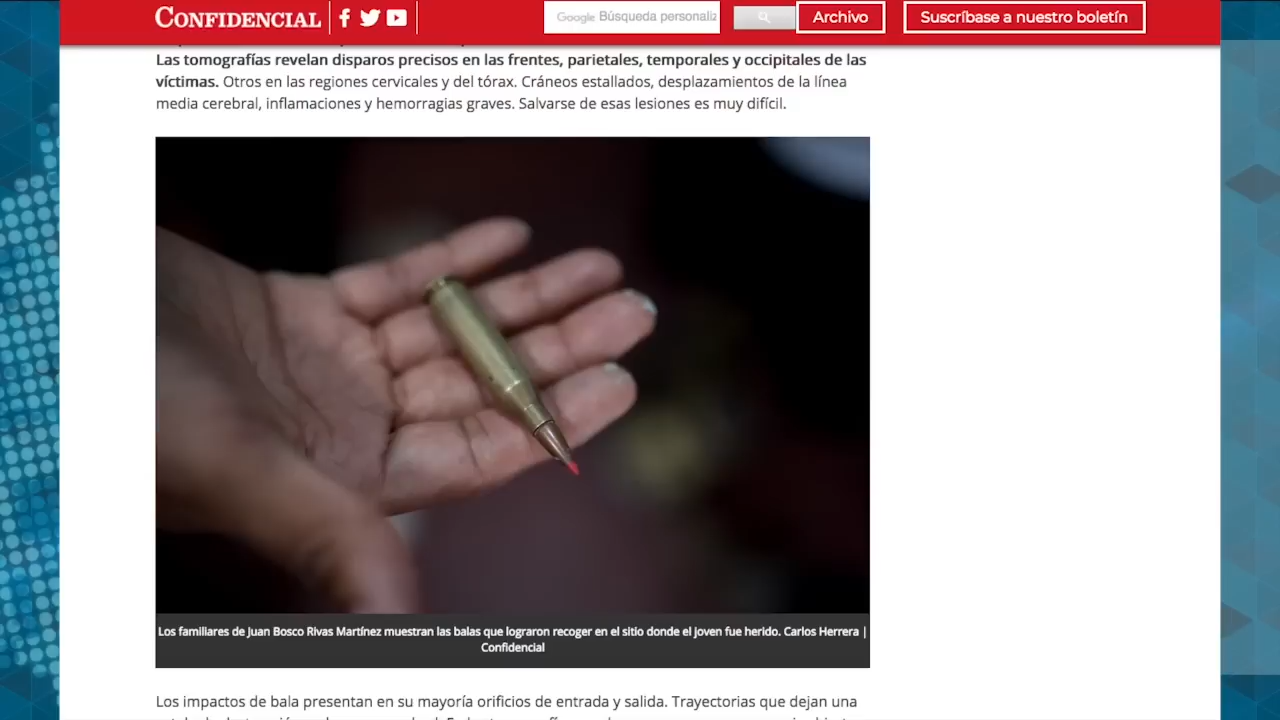 CONFIDENCIAL
Google Búsqueda personaliz
Archivo
Suscríbase a nuestro boletín
Las tomografías revelan disparos precisos en las frentes, parietales, temporales y occipitales de las
víctimas. Otros en las regiones cervicales y del tórax. Cráneos estallados, desplazamientos de la línea
media cerebral, inflamaciones y hemorragias graves. Salvarse de esas lesiones es muy difícil.
Los familiares de Juan Bosco Rivas Martínez muestran las balas que lograron recoger en el sitio donde el joven fue herido. Carlos Herrera |
Confidencial
Los impactos de bala presentan en su mayoría orificios de entrada y salida. Trayectorias que dejan una